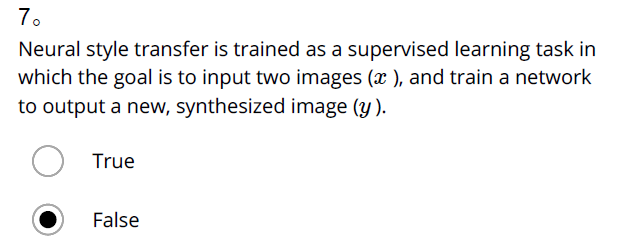 7。
Neural style transfer is trained as a supervised learning task in
which the goal is to input two images (x ), and train a network
to output a new, synthesized image (y ).
True
False